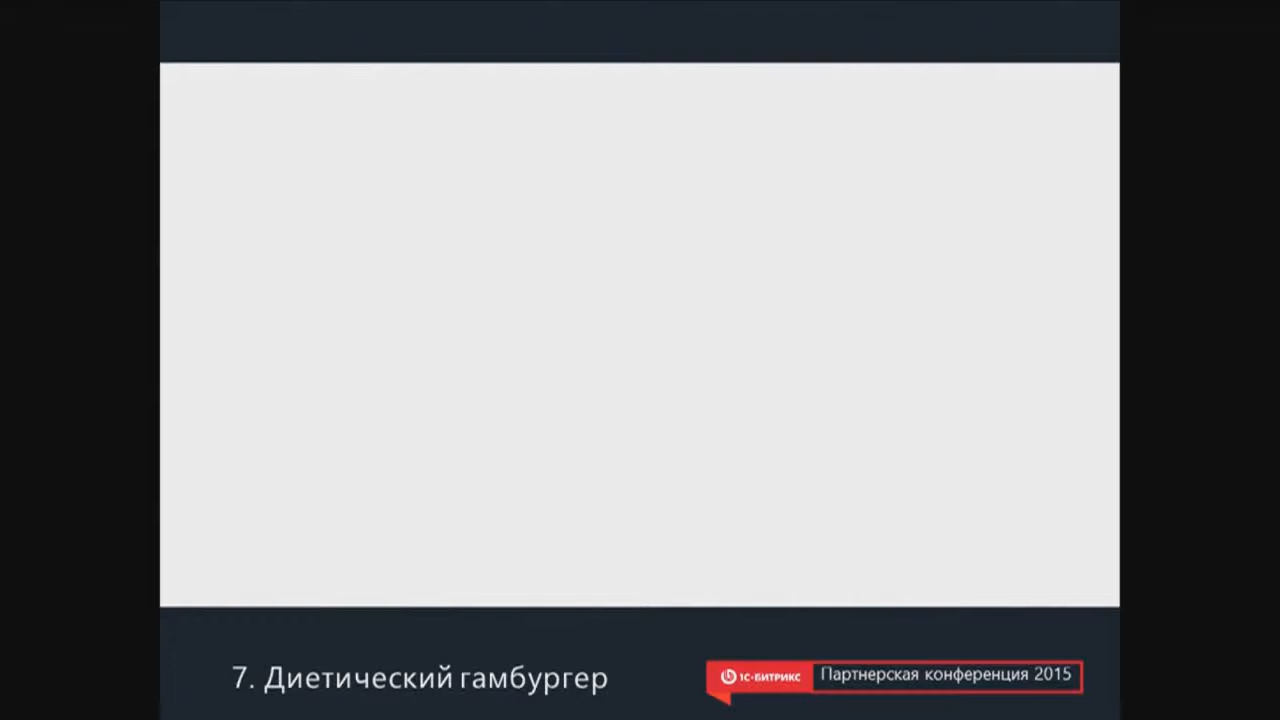 7. Диетический гамбургер
1С-БИТРИКС Партнерская конференция 2015